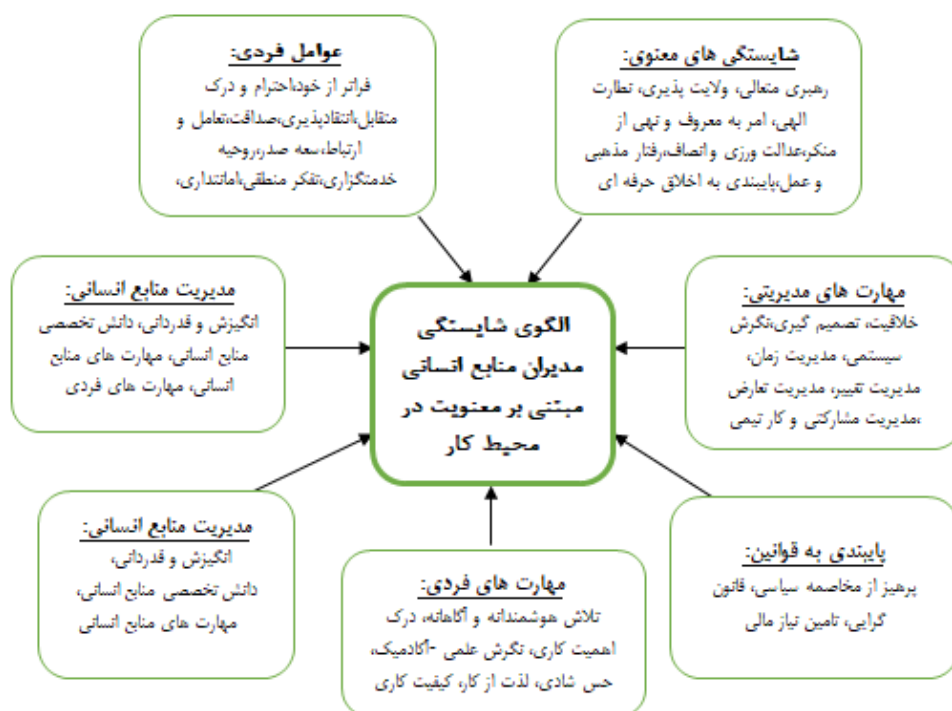 شایستگی های معنوی:
رهبری متعالی، ولایت پذیری، نظارت
الهی، امر به معروف و نهی از
منکر،عدالت ورزی و انصاف،رفتار مذهبی
و عمل،پایبندی به اخلاق حرفه ای
عوامل فردی:
فراتر از خود،احترام و درک
متقابل،انتقادپذیری،صداقت،تعامل و
ارتباط،سعه صدر،روحیه
خدمتگزاری،تفکر منطقی،امانتداری،
مهارت های مدیریتی:
خلاقیت، تصمیم گیری،نگرش
سیستمی، مدیریت زمان،
مدیریت تغییر، مدیریت تعارض
،مدیریت مشارکتی و کار تیمی
الگوی شایستگی
مدیران منابع انسانی
مبتنی بر معنویت در
محیط کار
مدیریت منابع انسانی:
انگیزش و قدردانی، دانش تخصصی
منابع انسانی، مهارت های منابع
انسانی، مهارت های فردی
پایبندی به قوانین:
پرهیز از مخاصمه سیاسی، قانون
گرایی، تامین نیاز مالی
مهارت های فردی:
تلاش هوشمندانه و آگاهانه، درک
اهمیت کاری، نگرش علمی -آکادمیک،
حس شادی، لذت از کار، کیفیت کاری
مدیریت منابع انسانی:
انگیزش و قدردانی،
دانش تخصصی منابع انسانی،
مهارت های منابع انسانی